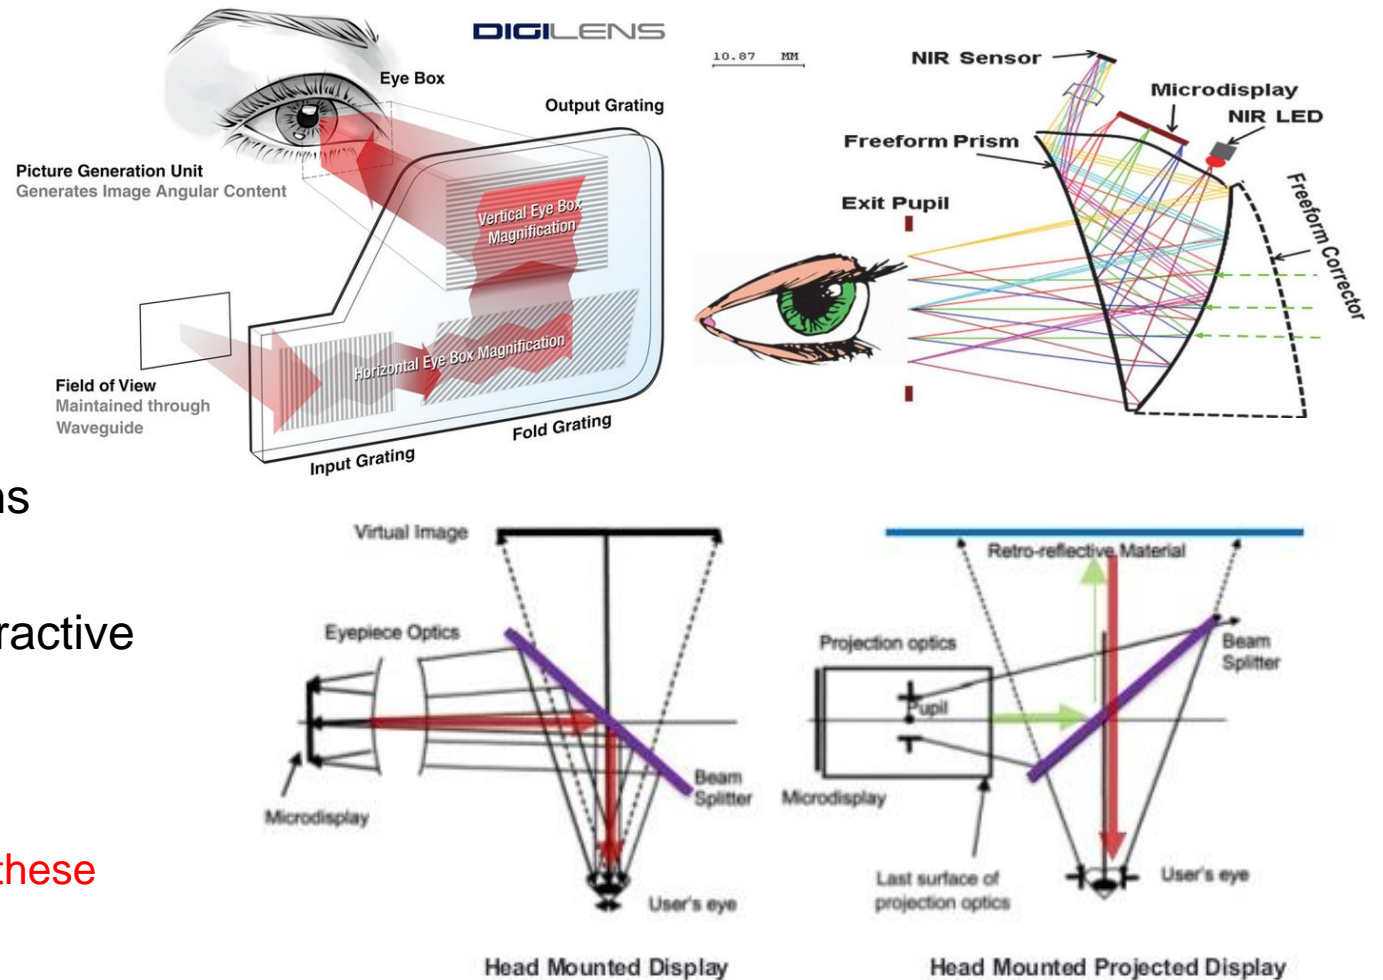 DIGILENS
Eye Box
Output Grating
Picture Generation Unit
Generates Image Angular Content
Vertical Eye Box
Magnification
Horizontal Eye Box Magnification
Field of View
Maintained through
Waveguide
Fold Grating
Input Grating
10.87 MM
NIR Sensor
Microdisplay
NIR LED
Freeform Prism
Exit Pupil
Freeform Corrector
ns
ractive
these
Virtual Image
Eyepiece Optics
Beam
Splitter
Microdisplay
User's eye
Head Mounted Display
Retro-reflective Material
Projection optics
Beam
Splitter
Pupil
Microdisplay
Last surface of
projection optics
User's eye
Head Mounted Projected Display